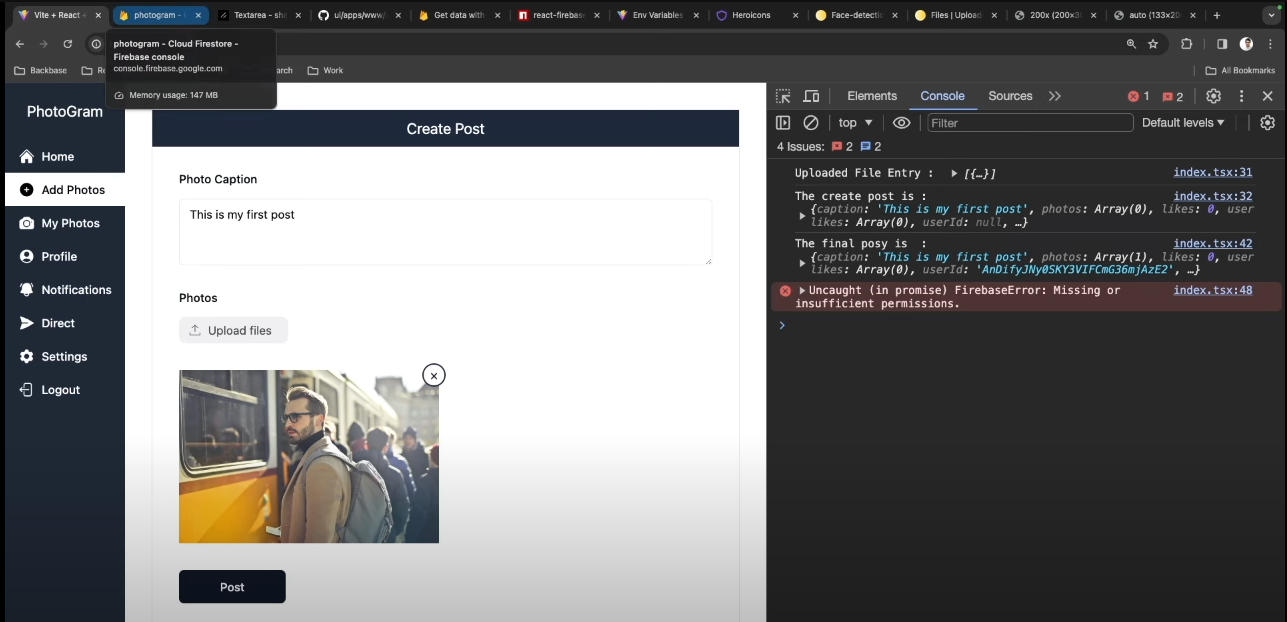 Vite + React +
photogram - 
Textarea - sh
ui/apps/www/
Get data with
react-firebase
Env Variables
Heroicons
Face-detectio
Files | Upload
200x (200×3
auto (133×20
photogram - Cloud Firestore -
Firebase console
console.firebase.google.com
Memory usage: 147 MB
Backbase
Re
arch
Work
All Bookmarks
PhotoGram
Home
Add Photos
My Photos
Profile
Notifications
Direct
Settings
Logout
Create Post
Photo Caption
This is my first post
Photos
Upload files
Post
Elements
Console
Sources
1
2
top
Filter
Default levels
4 Issues:
2
2
Uploaded File Entry : [{…}] index.tsx:31
The create post is : index.tsx:32
{caption: 'This is my first post', photos: Array(0), likes: 0, user
likes: Array(0), userId: null, …}
The final posy is : index.tsx:42
{caption: 'This is my first post', photos: Array(1), likes: 0, user
likes: Array(0), userId: 'AnDifyJNy0SKY3VIFCmG36mjAzE2', …}
Uncaught (in promise) FirebaseError: Missing or index.tsx:48
insufficient permissions.